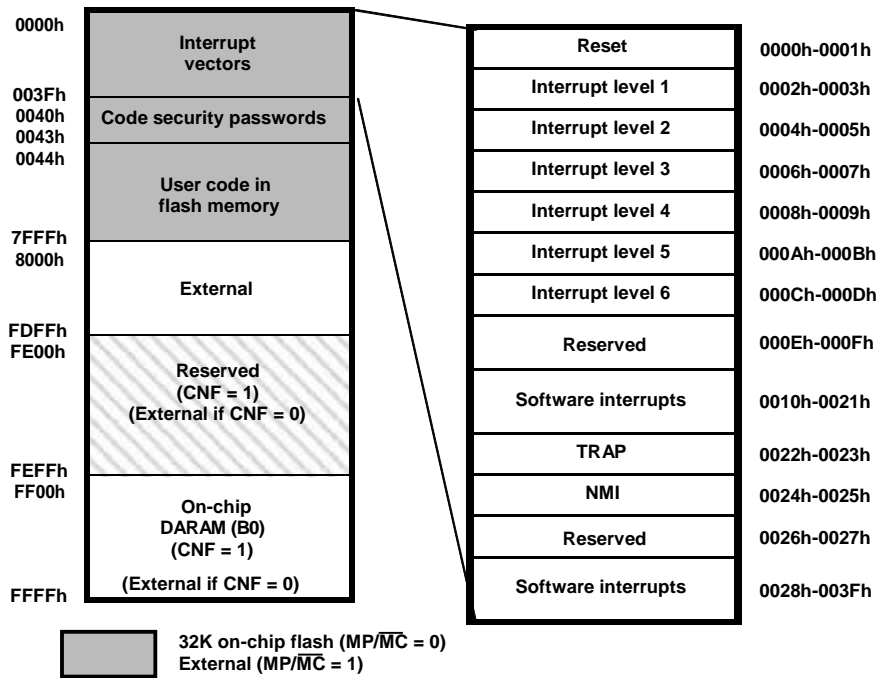 0000h
Interrupt
vectors
003Fh
0040h
Code security passwords
0043h
0044h
User code in
flash memory
7FFFh
8000h
External
FDFFh
FE00h
Reserved
(CNF = 1)
(External if CNF = 0)
FEFFh
FF00h
On-chip
DARAM (B0)
(CNF = 1)
(External if CNF = 0)
FFFFh
Reset 0000h-0001h
Interrupt level 1 0002h-0003h
Interrupt level 2 0004h-0005h
Interrupt level 3 0006h-0007h
Interrupt level 4 0008h-0009h
Interrupt level 5 000Ah-000Bh
Interrupt level 6 000Ch-000Dh
Reserved 000Eh-000Fh
Software interrupts 0010h-0021h
TRAP 0022h-0023h
NMI 0024h-0025h
Reserved 0026h-0027h
Software interrupts 0028h-003Fh
32K on-chip flash (MP/M̅C̅ = 0)
External (MP/M̅C̅ = 1)